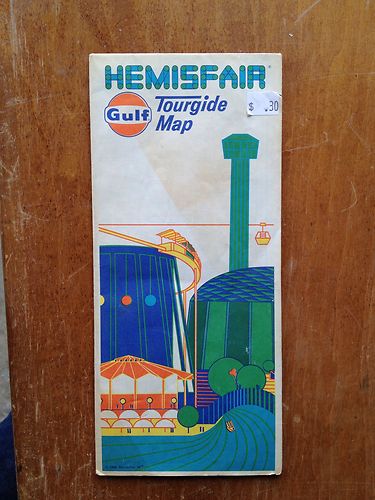 HEMISFAIR
Gulf
Tourgide
Map
$ .30